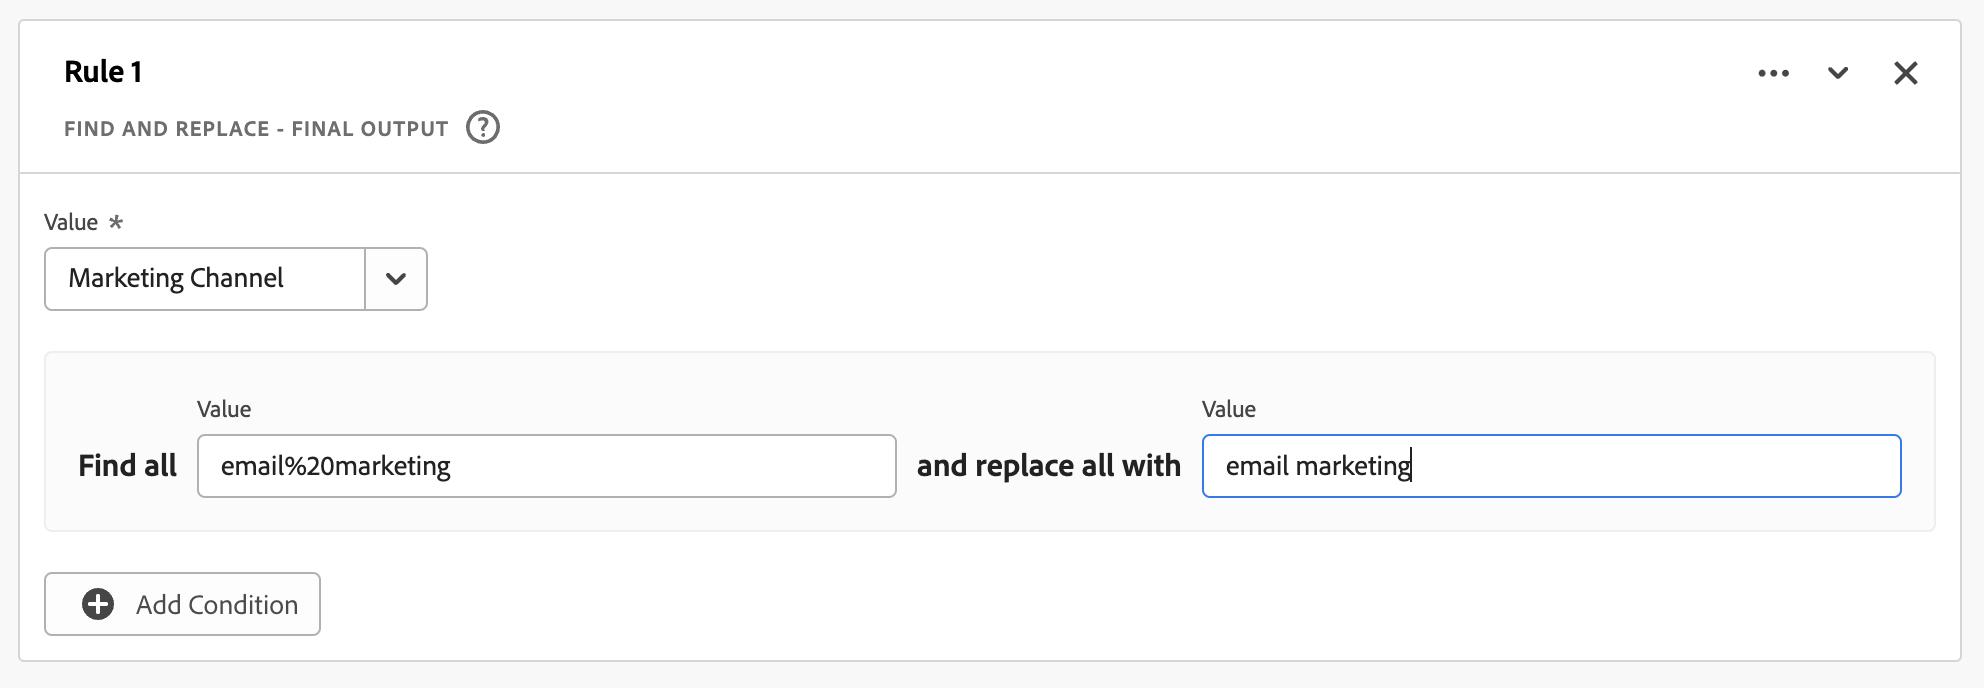 Rule 1
FIND AND REPLACE - FINAL OUTPUT ?
Value *
Marketing Channel
Value
Value
Find all email%20marketing and replace all with email marketing
Add Condition